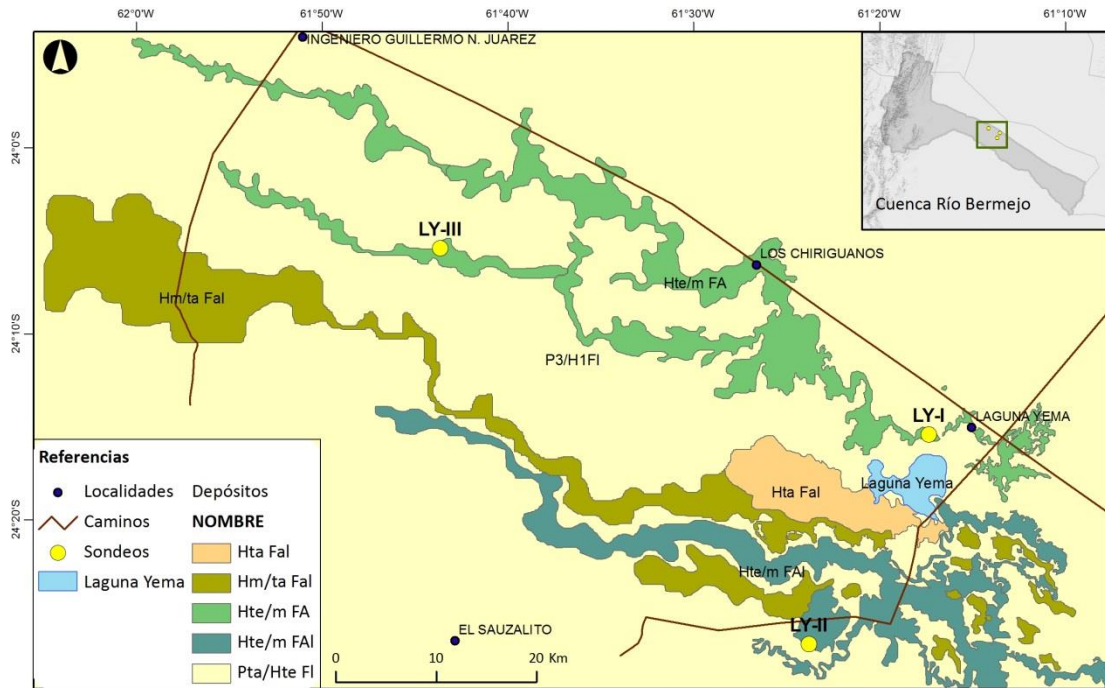 62°0'W 61°50'W 61°40'W 61°30'W 61°20'W 61°10'W
INGENIERO GUILLERMO N. JUAREZ
Cuenca Río Bermejo
24°0'S
LY-III
LOS CHIRIGUANOS
Hm/ta Fal
Hte/m FA
24°10'S
P3/H1Fl
LY-I
LAGUNA YEMA
Laguna Yema
Hta Fal
24°20'S
Hte/m FAl
LY-II
EL SAUZALITO
0 10 20 Km
Referencias
Localidades
Caminos
Sondeos
Laguna Yema
Depósitos
NOMBRE
Hta Fal
Hm/ta Fal
Hte/m FA
Hte/m FAl
Pta/Hte Fl